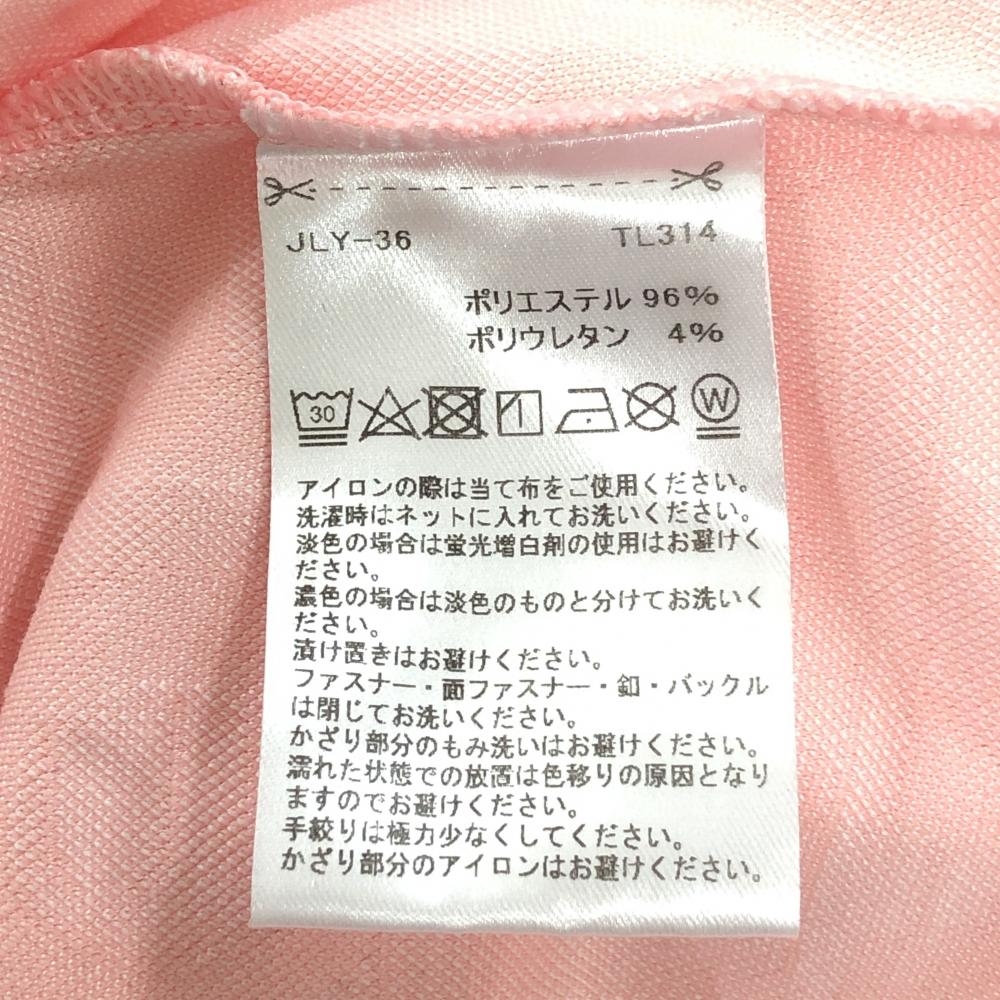 JLY-36 TL314
ポリエステル 96%
ポリウレタン 4%
30 W
アイロンの際は当て布をご使用ください。
洗濯時はネットに入れてお洗いください。
淡色の場合は蛍光増白剤の使用はお避けく
ださい。
濃色の場合は淡色のものと分けてお洗いく
ださい。
漬け置きはお避けください。
ファスナー・面ファスナー・釦・バックル
は閉じてお洗いください。
かざり部分のもみ洗いはお避けください。
濡れた状態での放置は色移りの原因となり
ますのでお避けください。
手絞りは極力少なくしてください。
かざり部分のアイロンはお避けください。